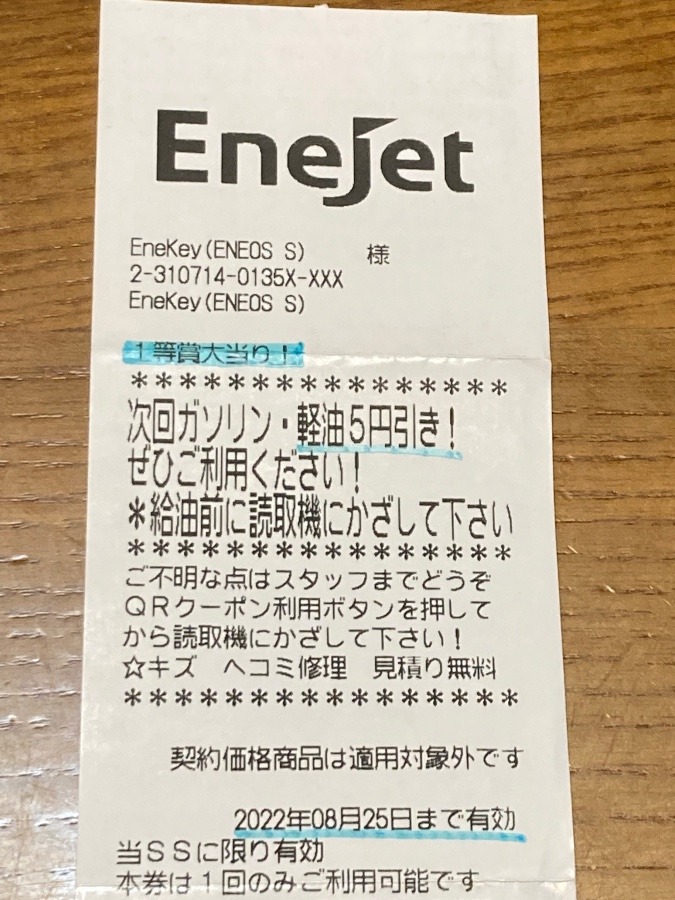 EneJet
EneKey(ENEOS S) 様
2-310714-0135X-XXX
EneKey(ENEOS S)
1等賞大当り！
＊＊＊＊＊＊＊＊＊＊＊＊＊＊＊＊
次回ガソリン・軽油５円引き！
ぜひご利用ください！
＊給油前に読取機にかざして下さい
＊＊＊＊＊＊＊＊＊＊＊＊＊＊＊＊
ご不明な点はスタッフまでどうぞ
ＱＲクーポン利用ボタンを押して
から読取機にかざして下さい！
☆キズ　ヘコミ修理　見積り無料
＊＊＊＊＊＊＊＊＊＊＊＊＊＊＊＊
契約価格商品は適用対象外です
2022年08月25日まで有効
当ＳＳに限り有効
本券は１回のみご利用可能です